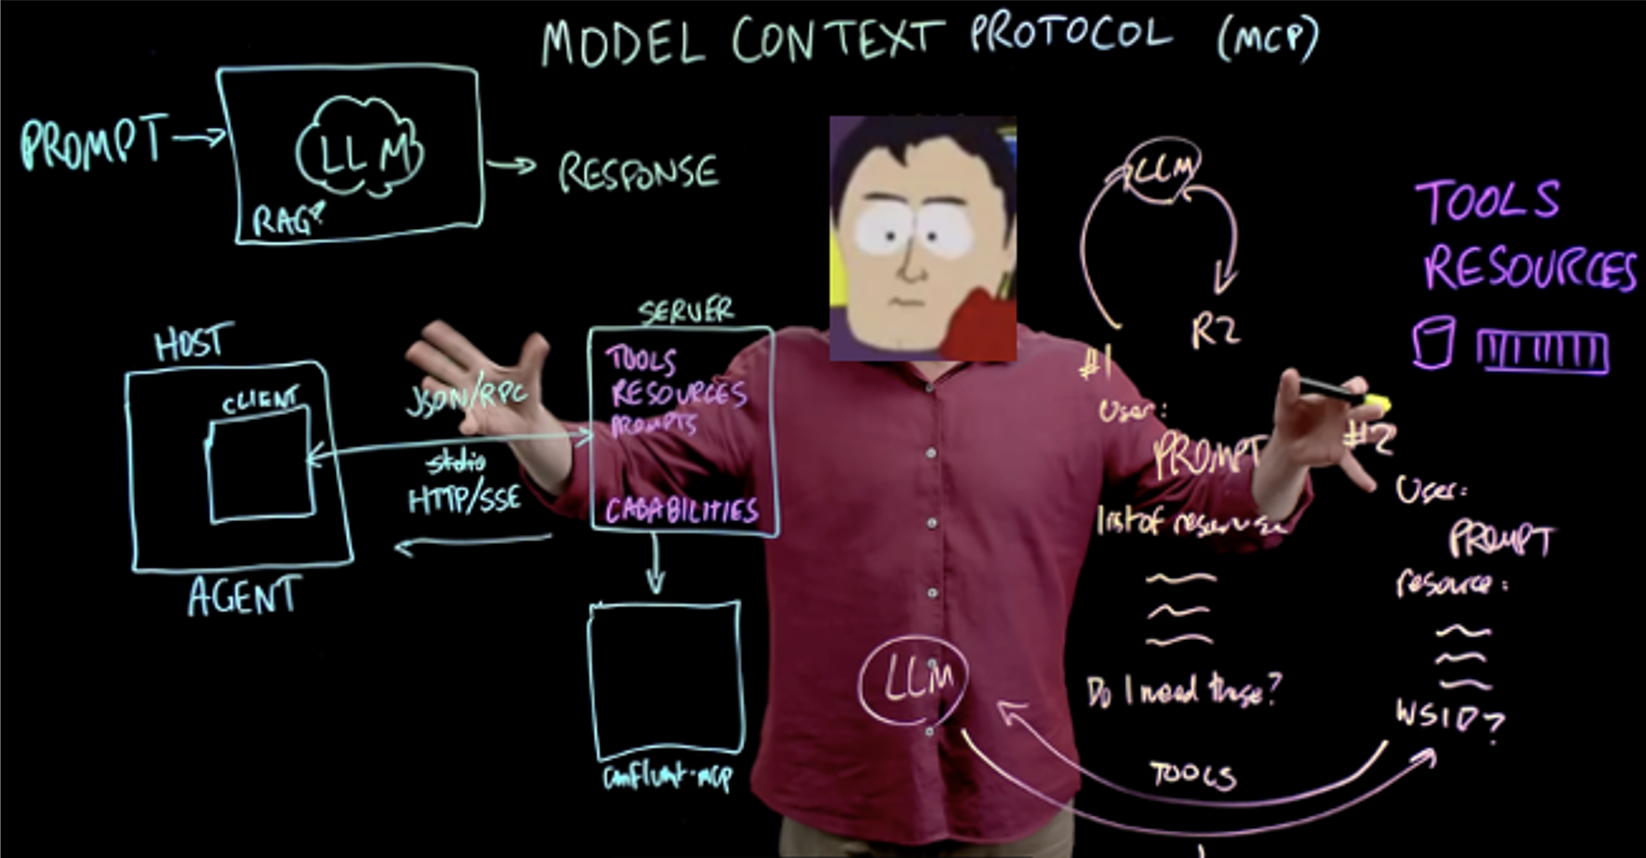 MODEL CONTEXT PROTOCOL (MCP)
PROMPT
LLM
RAG?
RESPONSE
HOST
CLIENT
AGENT
JSON/RPC
stdio
HTTP/SSE
SERVER
TOOLS
RESOURCES
PROMPTS
CAPABILITIES
confluent-mcp
LLM
R2
#1
User:
PROMPT
list of resources
Do I need these?
LLM
TOOLS
TOOLS
RESOURCES
#2
User:
PROMPT
resource:
WSID?